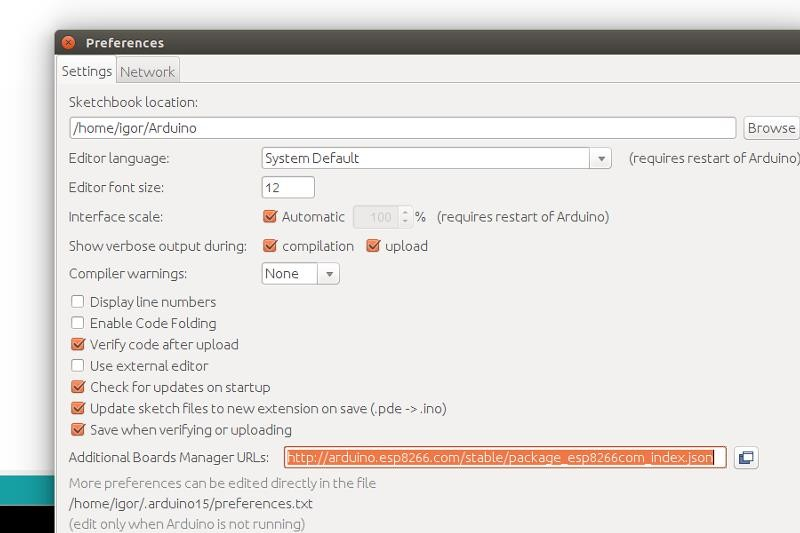 Preferences
Settings Network
Sketchbook location:
/home/igor/Arduino Browse
Editor language: System Default (requires restart of Arduino)
Editor font size: 12
Interface scale: Automatic 100 % (requires restart of Arduino)
Show verbose output during: compilation upload
Compiler warnings: None
Display line numbers
Enable Code Folding
Verify code after upload
Use external editor
Check for updates on startup
Update sketch files to new extension on save (.pde -> .ino)
Save when verifying or uploading
Additional Boards Manager URLs: http://arduino.esp8266.com/stable/package_esp8266com_index.json
More preferences can be edited directly in the file
/home/igor/.arduino15/preferences.txt
(edit only when Arduino is not running)